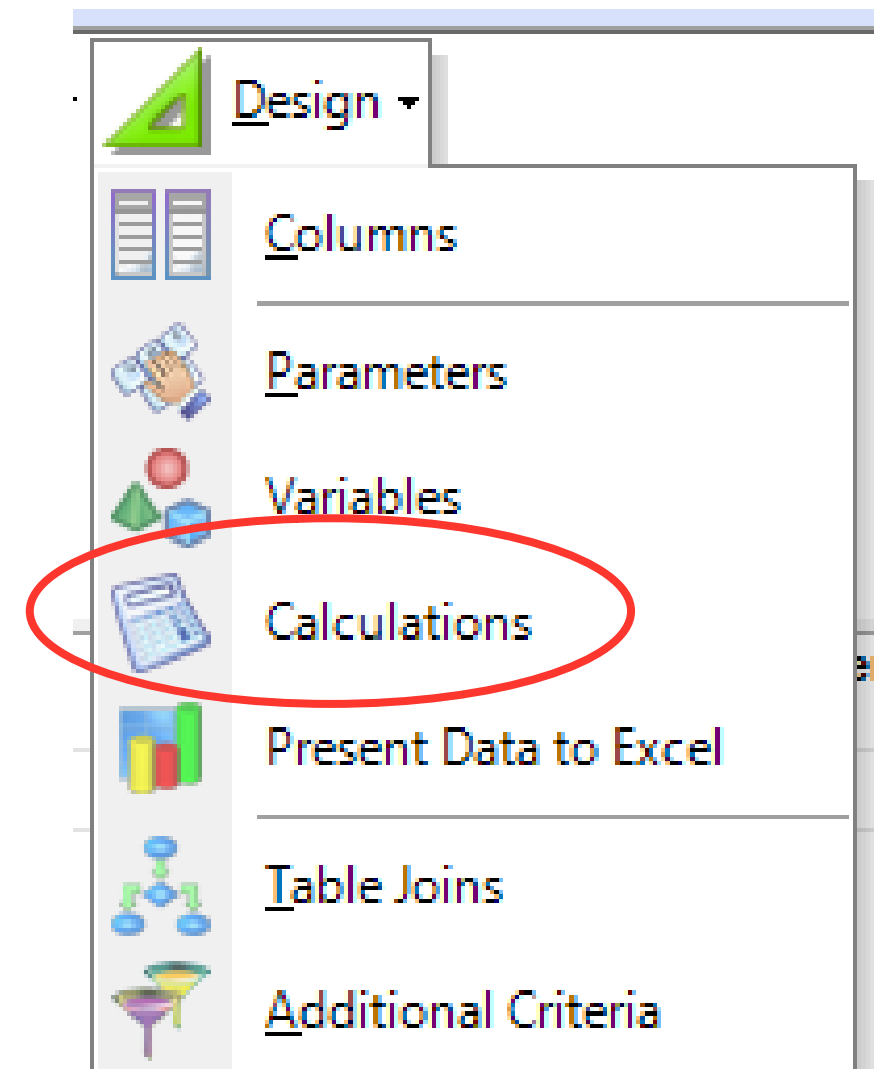 Design
Columns
Parameters
Variables
Calculations
Present Data to Excel
Table Joins
Additional Criteria